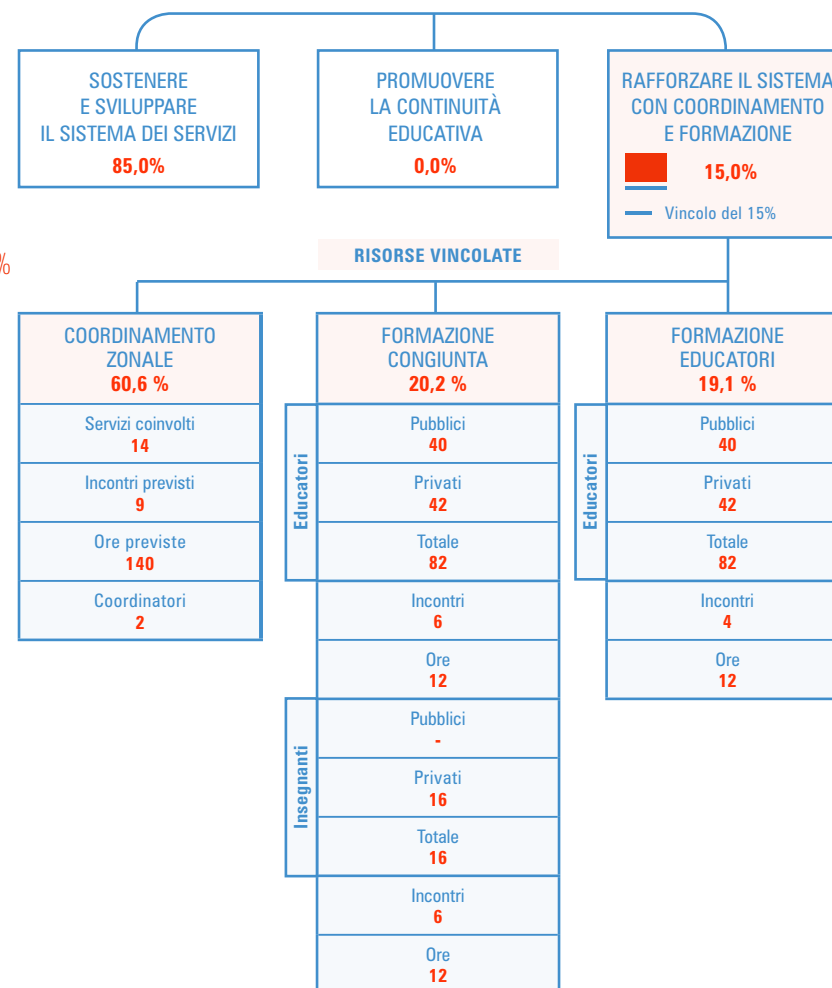 SOSTENERE
E SVILUPPARE
IL SISTEMA DEI SERVIZI
85,0%
PROMUOVERE
LA CONTINUITÀ
EDUCATIVA
0,0%
RAFFORZARE IL SISTEMA
CON COORDINAMENTO
E FORMAZIONE
15,0%
Vincolo del 15%
%
RISORSE VINCOLATE
COORDINAMENTO
ZONALE
60,6 %
Servizi coinvolti
14
Incontri previsti
9
Ore previste
140
Coordinatori
2
FORMAZIONE
CONGIUNTA
20,2 %
Educatori
Pubblici
40
Privati
42
Totale
82
Incontri
6
Ore
12
Insegnanti
Pubblici
-
Privati
16
Totale
16
Incontri
6
Ore
12
FORMAZIONE
EDUCATORI
19,1 %
Educatori
Pubblici
40
Privati
42
Totale
82
Incontri
4
Ore
12